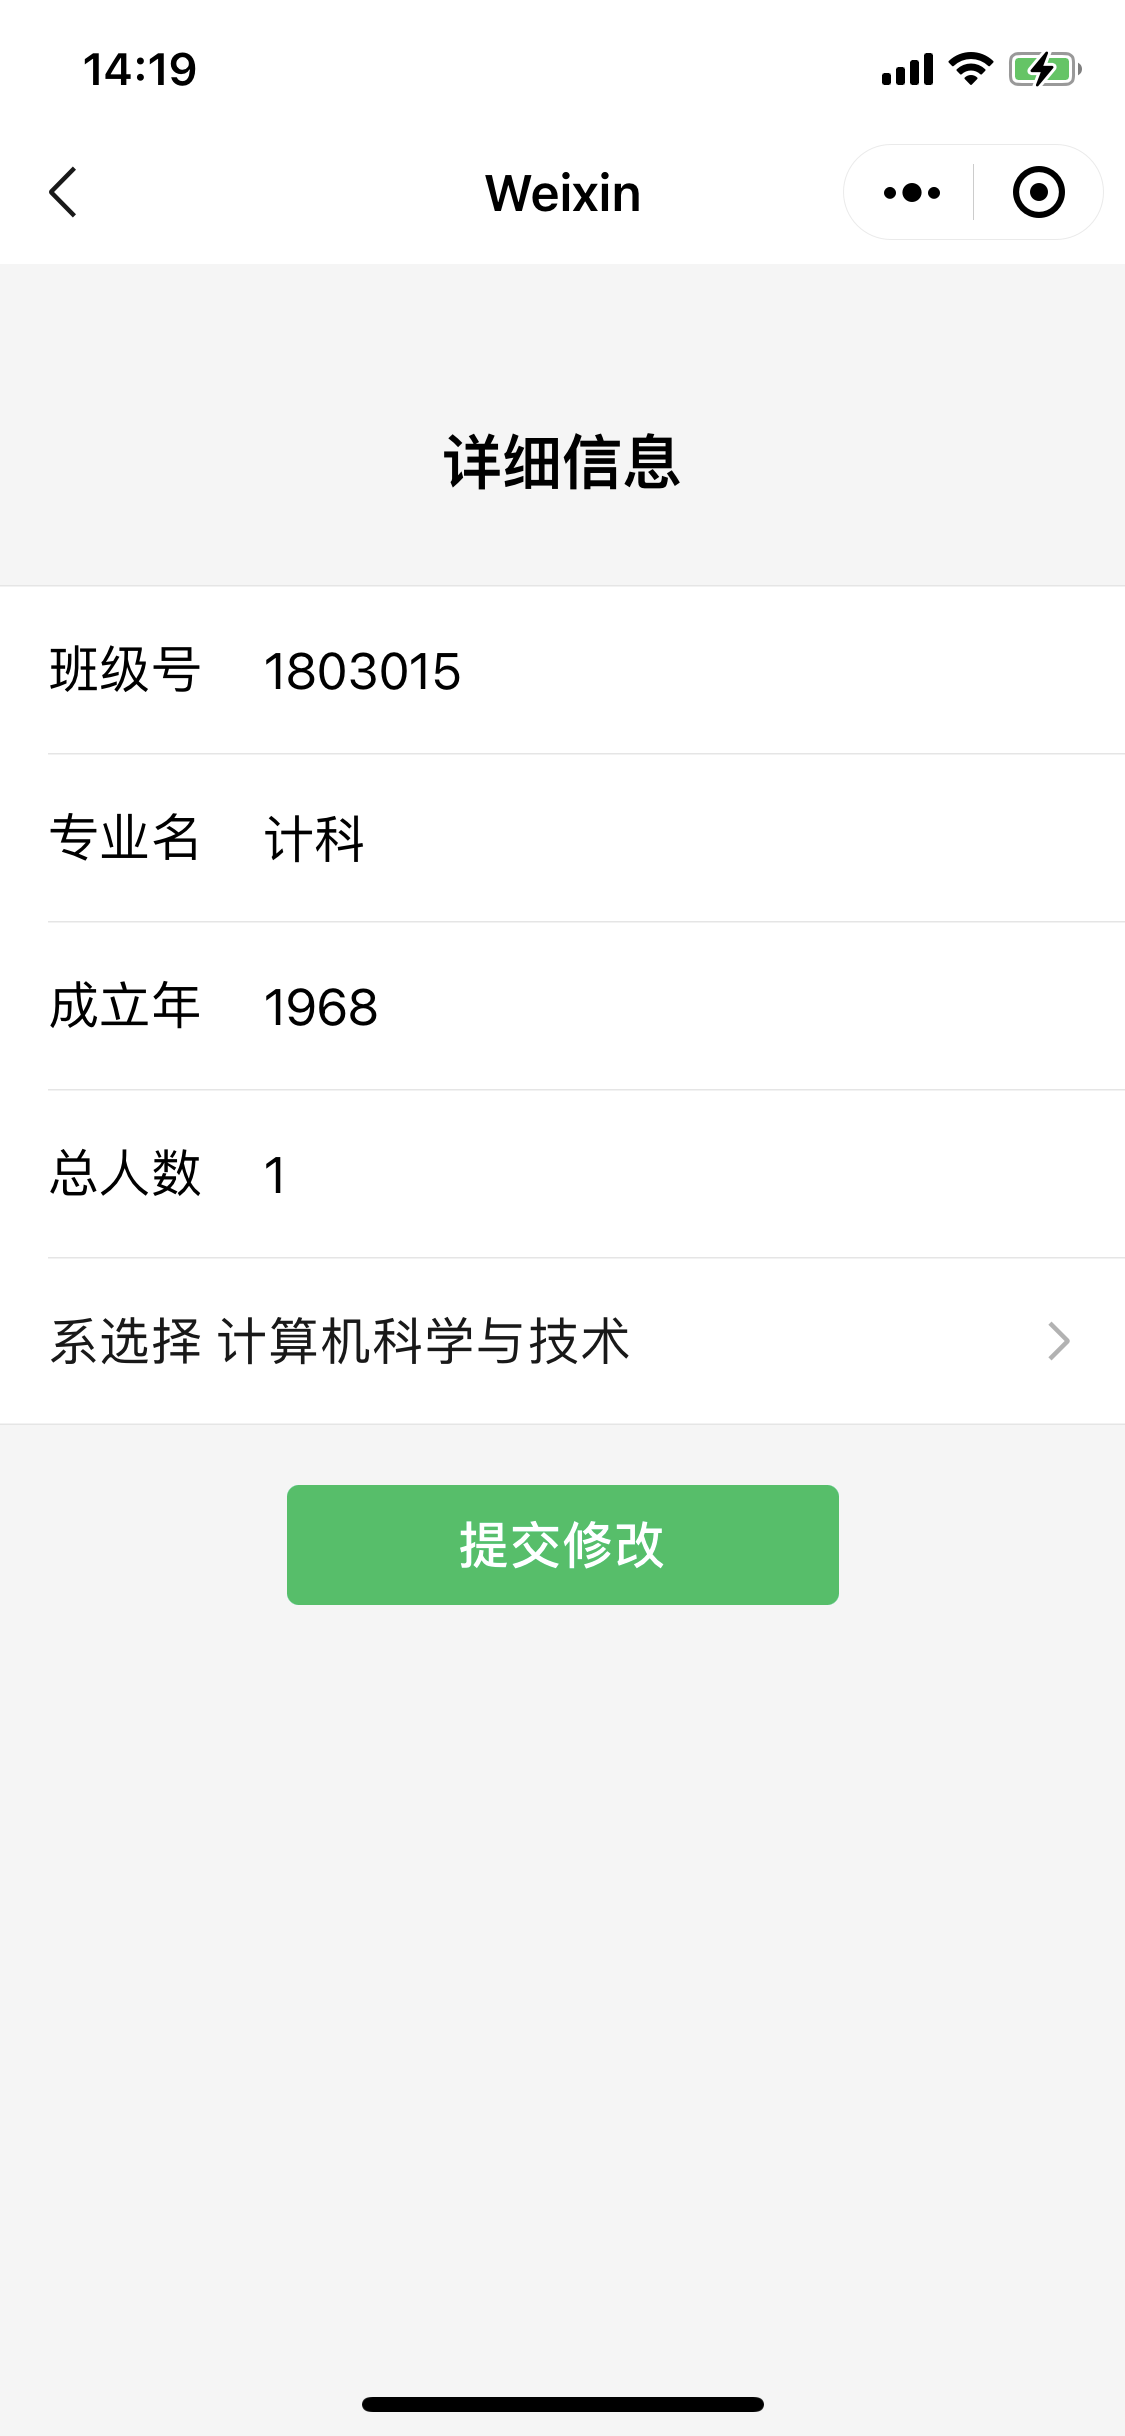 14:19
Weixin
详细信息
班级号 1803015
专业名 计科
成立年 1968
总人数 1
系选择 计算机科学与技术
提交修改